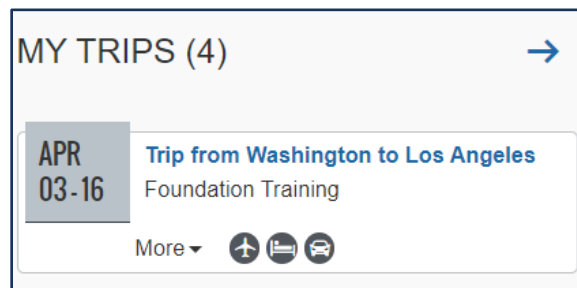 MY TRIPS (4)
APR
03-16
Trip from Washington to Los Angeles
Foundation Training
More